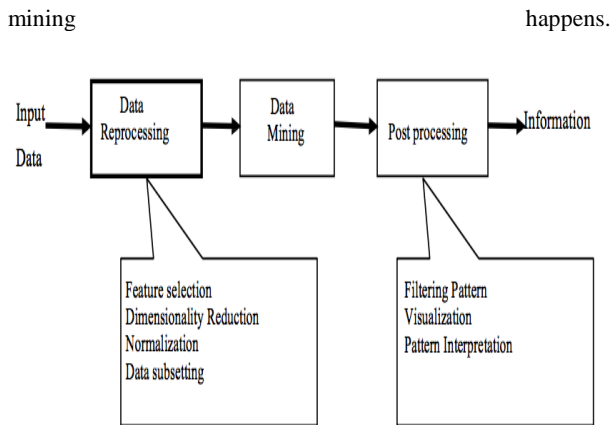 mining happens.
Input
Data
Data
Reprocessing
Data
Mining
Post processing
Information
Feature selection
Dimensionality Reduction
Normalization
Data subsetting
Filtering Pattern
Visualization
Pattern Interpretation